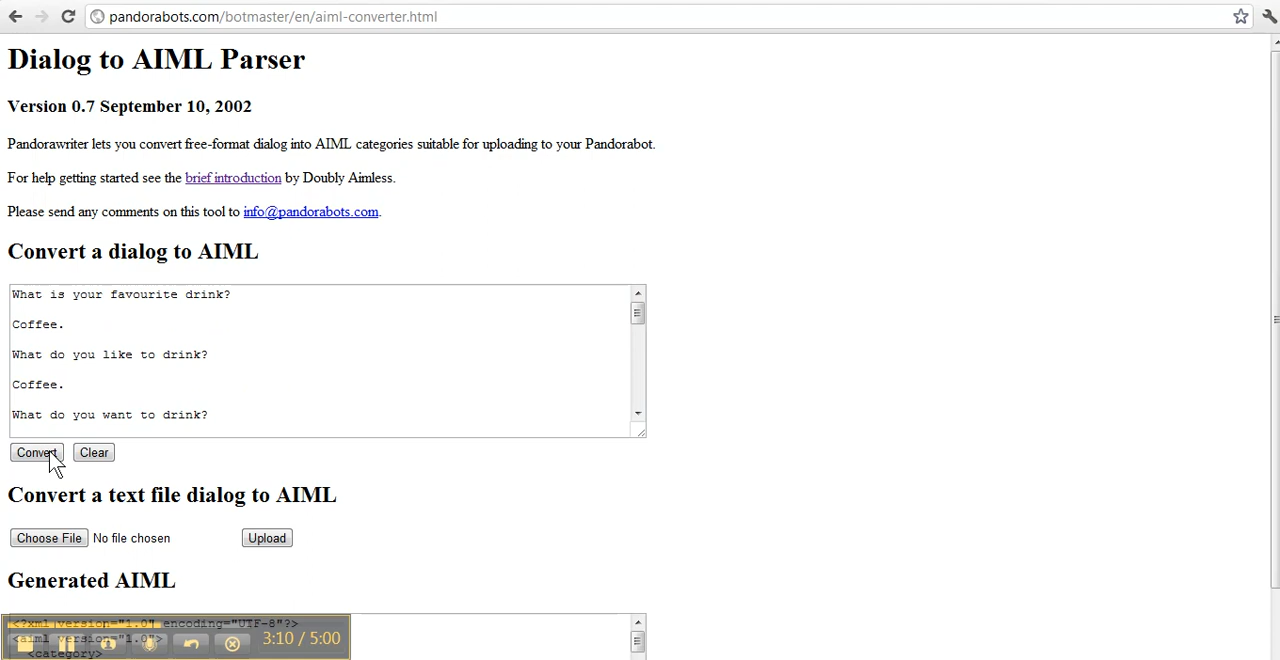 pandorabots.com/botmaster/en/aiml-converter.html
Dialog to AIML Parser
Version 0.7 September 10, 2002
Pandorawriter lets you convert free-format dialog into AIML categories suitable for uploading to your Pandorabot.
For help getting started see the brief introduction by Doubly Aimless.
Please send any comments on this tool to info@pandorabots.com.
Convert a dialog to AIML
What is your favourite drink?
Coffee.
What do you like to drink?
Coffee.
What do you want to drink?
Convert Clear
Convert a text file dialog to AIML
Choose File No file chosen Upload
Generated AIML
<?xml version="1.0" encoding="UTF-8"?>
<aiml version="1.0">
<category>
3:10 / 5:00